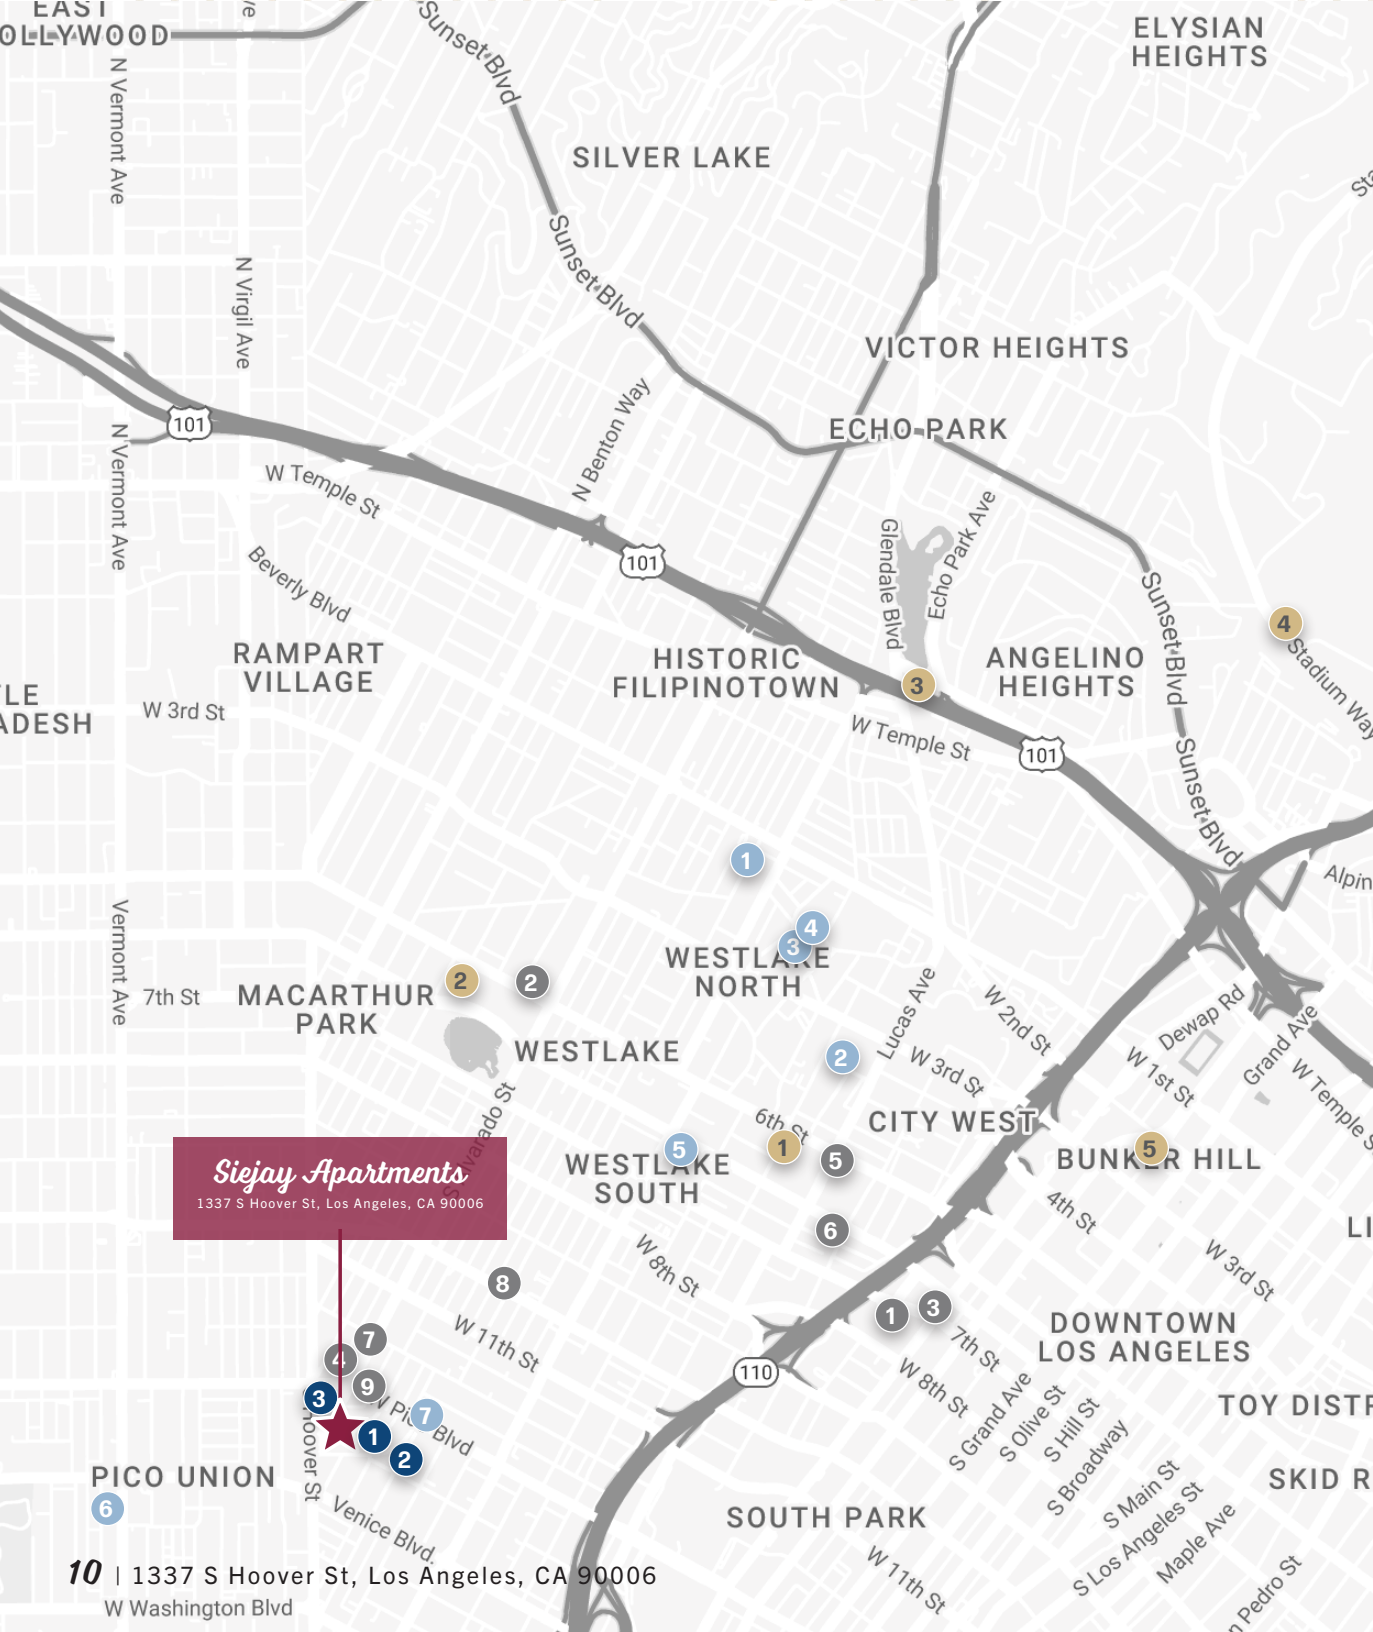 EAST
OLLYWOOD
Sunset Blvd
ELYSIAN
HEIGHTS
N Vermont Ave
SILVER LAKE
Sunset Blvd
N Virgil Ave
VICTOR HEIGHTS
101
N Benton Way
ECHO PARK
N Vermont Ave
W Temple St
101
Glendale Blvd
Echo Park Ave
Beverly Blvd
Sunset Blvd
4
Stadium Way
RAMPART
VILLAGE
HISTORIC
FILIPINOTOWN
ANGELINO
HEIGHTS
3
LE
ADESH
W 3rd St
W Temple St
101
Sunset Blvd
1
Alpin
4
3
WESTLAKE
NORTH
Vermont Ave
7th St
MACARTHUR
PARK
2
2
WESTLAKE
Lucas Ave
W 2nd St
Dewap Rd
Grand Ave
2
W 3rd St
W 1st St
W Temple S
CITY WEST
6th St
5
1
5
WESTLAKE
SOUTH
5
BUNKER HILL
Siejay Apartments
1337 S Hoover St, Los Angeles, CA 90006
4th St
LI
6
W 8th St
W 3rd St
8
1
3
7th St
DOWNTOWN
LOS ANGELES
7
4
W 11th St
110
W 8th St
9
3
7
1
2
Hoover St
S Grand Ave
S Olive St
S Hill St
S Broadway
TOY DISTR
PICO UNION
SKID R
6
Venice Blvd.
SOUTH PARK
S Main St
S Los Angeles St
Maple Ave
W 11th St
n Pedro St
10 | 1337 S Hoover St, Los Angeles, CA 90006
W Washington Blvd